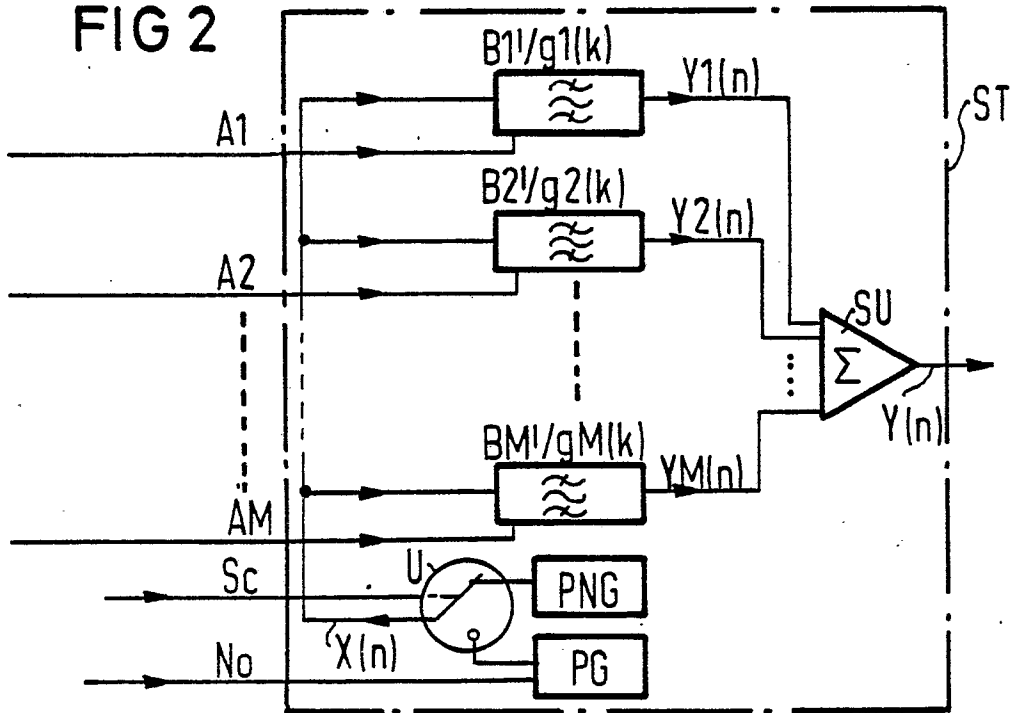 FIG 2
B1'/g1(k)
Y1(n)
ST
A1
B2'/g2(k)
Y2(n)
A2
SU
Σ
Y(n)
BM'/gM(k)
YM(n)
AM
Sc
U
PNG
X(n)
No
PG